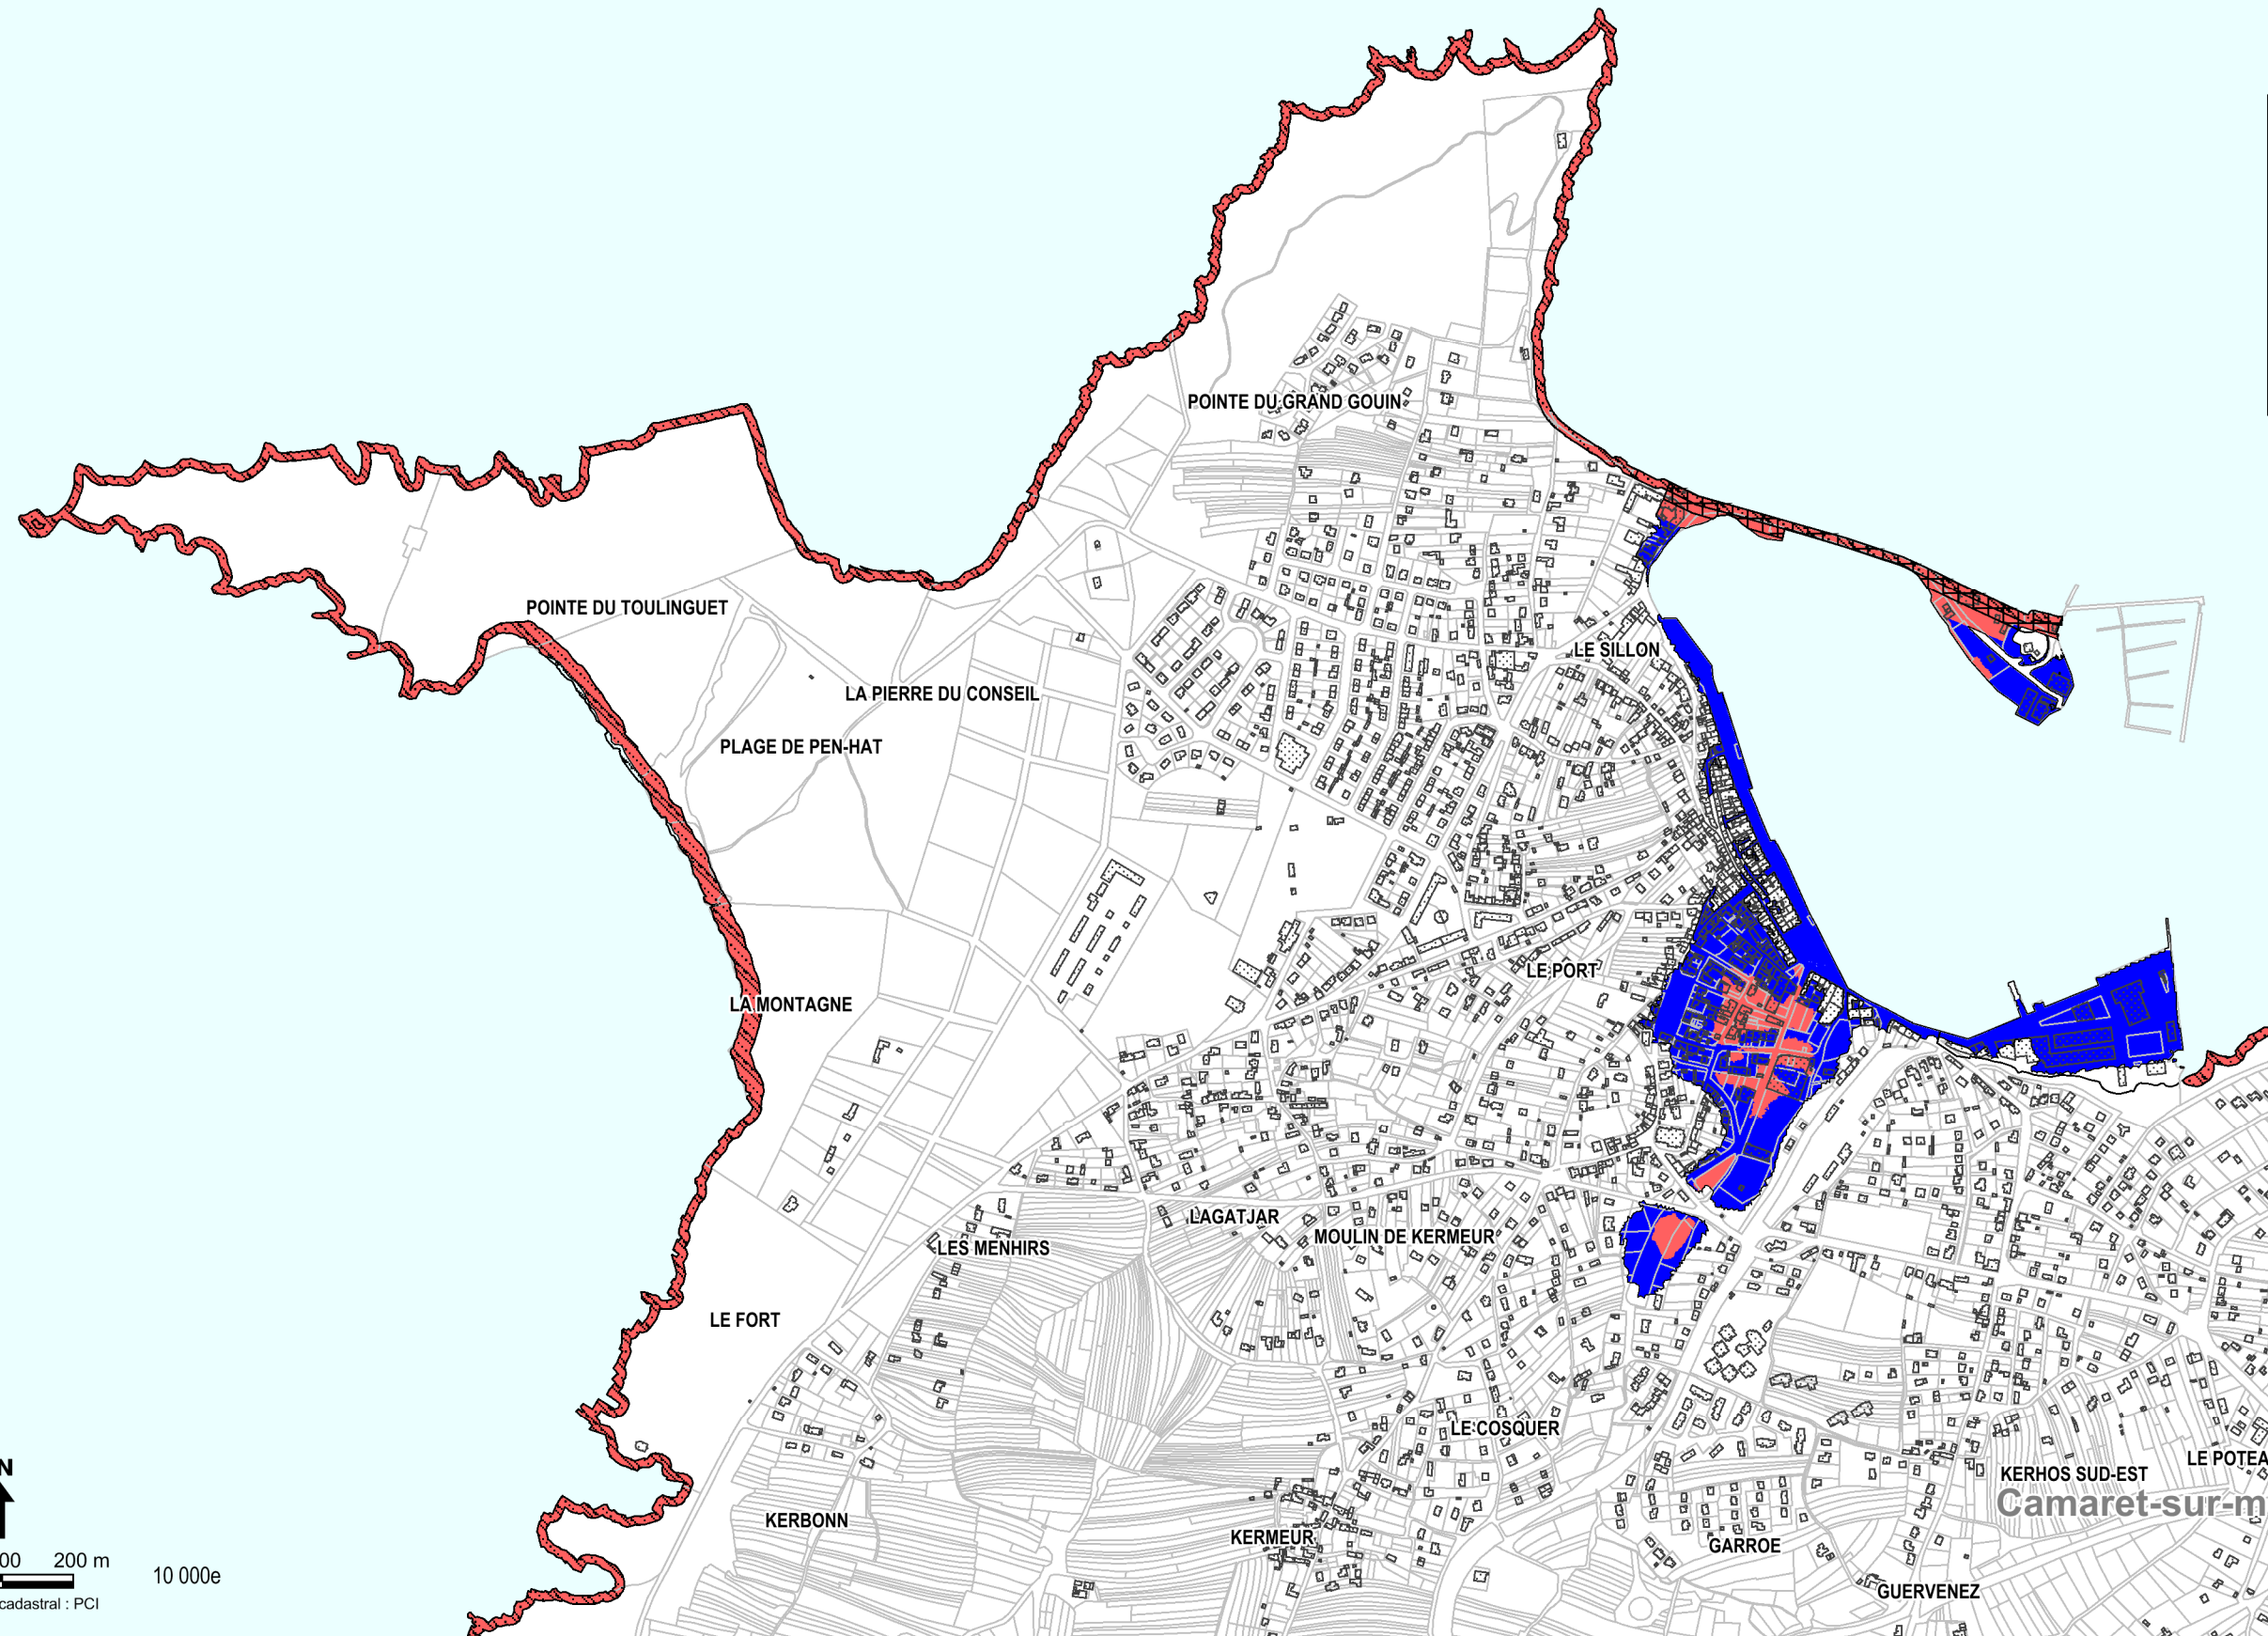 POINTE DU GRAND GOUIN
POINTE DU TOULINGUET
LE SILLON
LA PIERRE DU CONSEIL
PLAGE DE PEN-HAT
LE PORT
LA MONTAGNE
LAGATJAR
MOULIN DE KERMEUR
LES MENHIRS
LE FORT
LE COSQUER
N
KERHOS SUD-EST
LE POTEA
Camaret-sur-m
KERBONN
KERMEUR
GARROE
00 200 m
10 000e
GUERVENEZ
cadastral : PCI